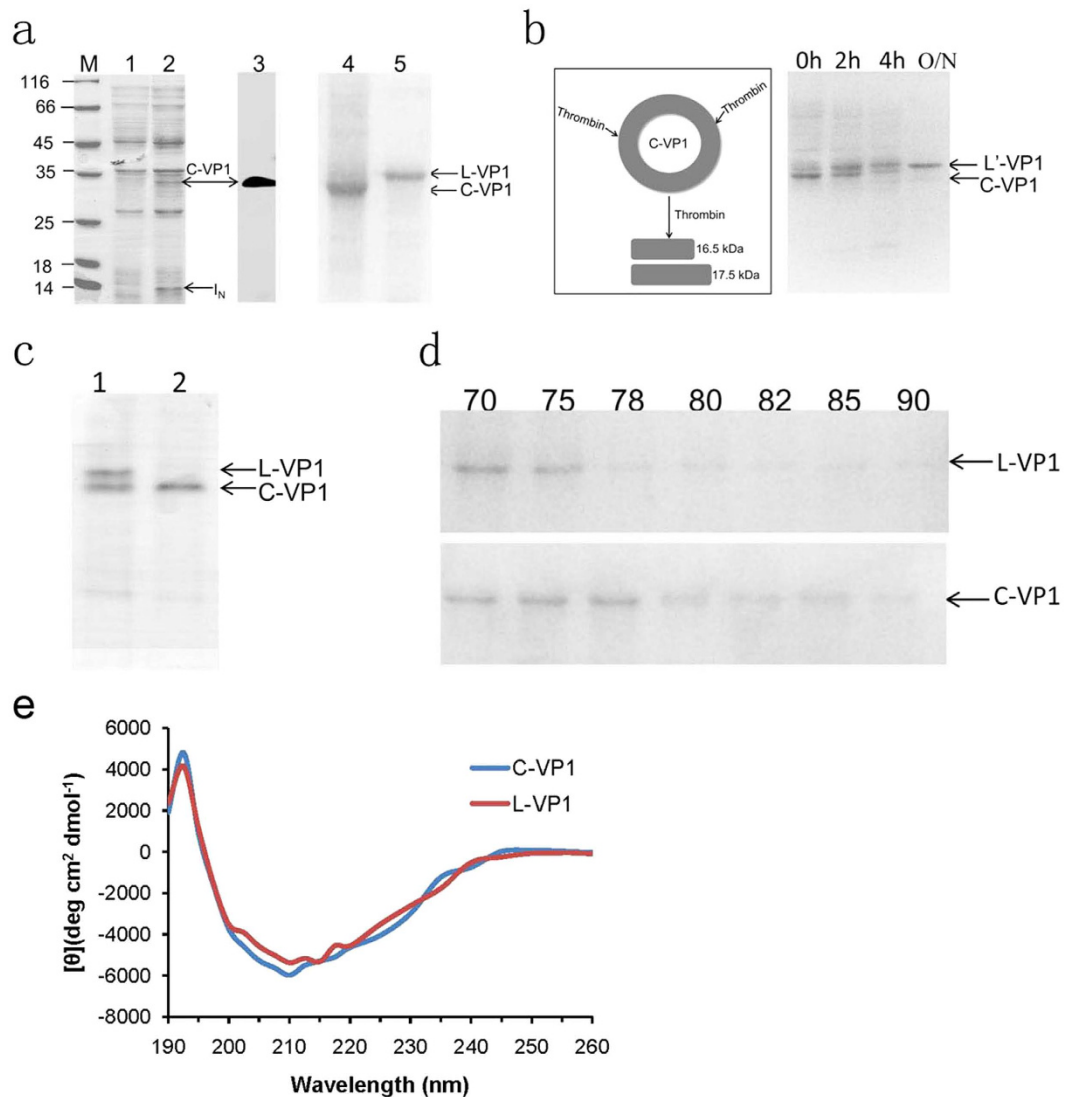 a
M 1 2 3 4 5
116
66
45
35
25
18
14
C-VP1
I_N
L-VP1
C-VP1
b
Thrombin
Thrombin
C-VP1
Thrombin
16.5 kDa
17.5 kDa
0h 2h 4h O/N
L'-VP1
C-VP1
c
1 2
L-VP1
C-VP1
d
70 75 78 80 82 85 90
L-VP1
C-VP1
e
[θ](deg cm² dmol⁻¹)
6000
4000
2000
0
-2000
-4000
-6000
-8000
C-VP1
L-VP1
190 200 210 220 230 240 250 260
Wavelength (nm)